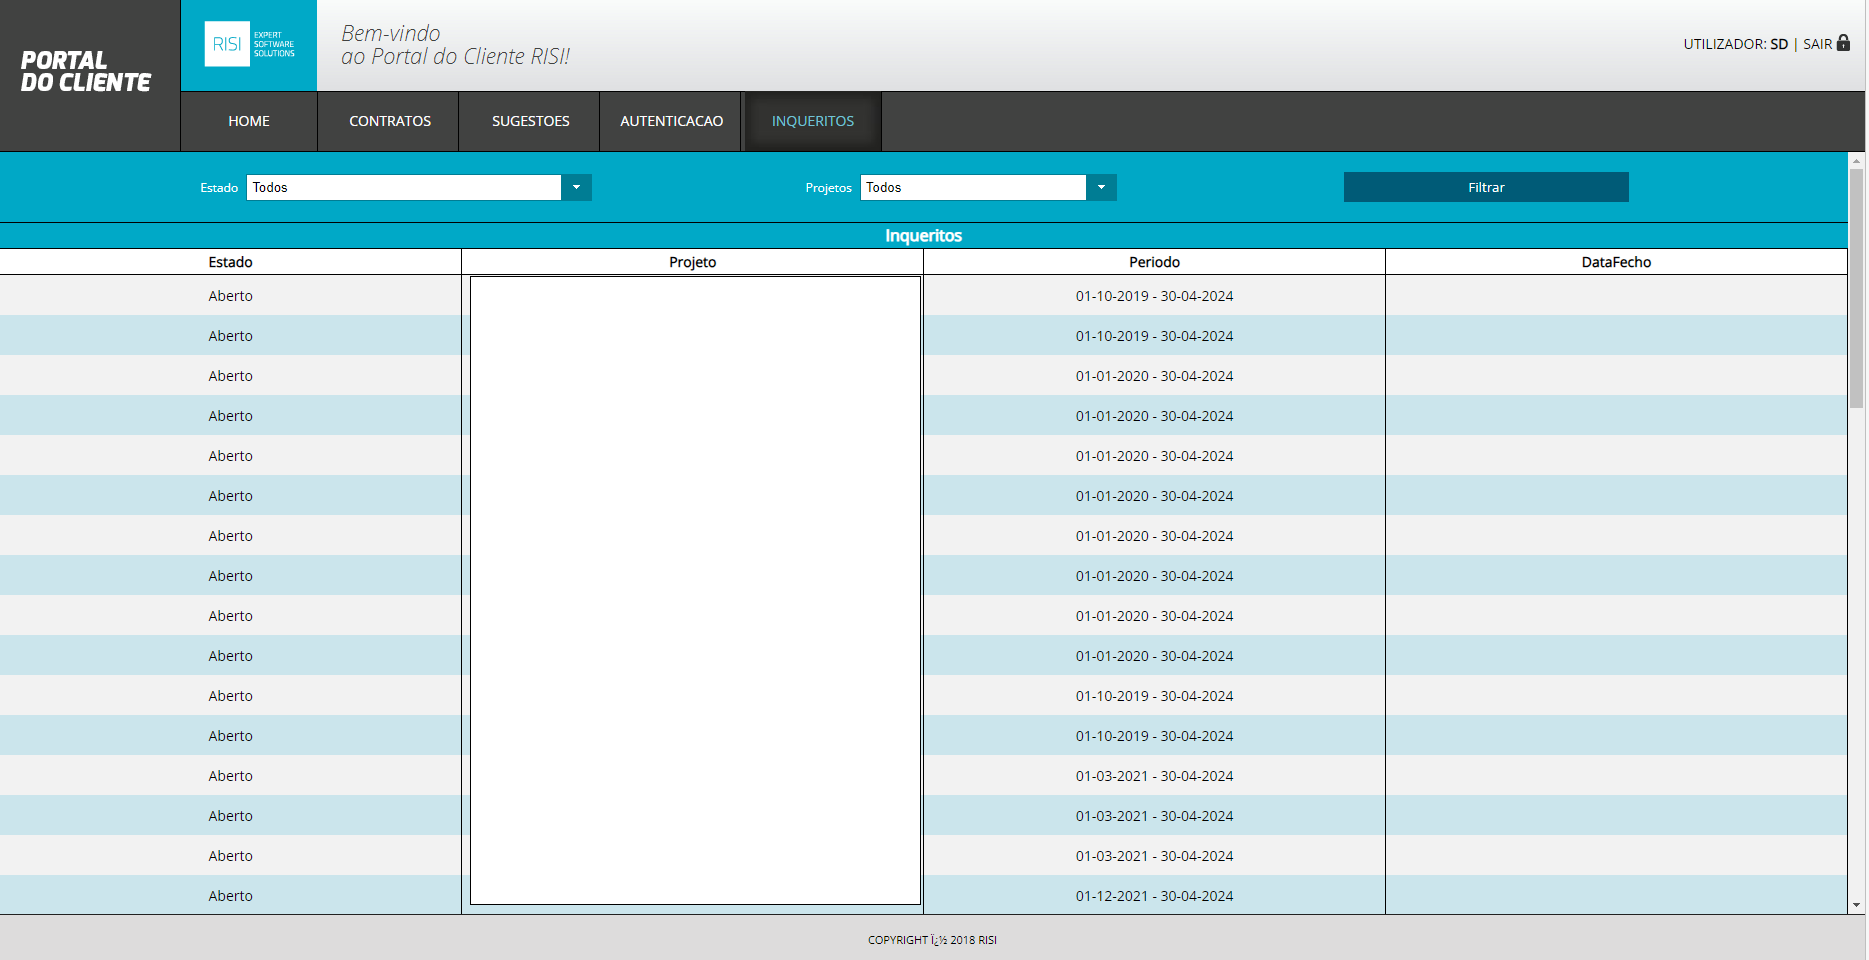 PORTAL
DO CLIENTE
RISI
EXPERT
SOFTWARE
SOLUTIONS
Bem-vindo
ao Portal do Cliente RISI!
UTILIZADOR: SD | SAIR
HOME CONTRATOS SUGESTOES AUTENTICACAO INQUERITOS
Estado Todos Projetos Todos Filtrar
Inqueritos
Estado Projeto Periodo DataFecho
Aberto 01-10-2019 - 30-04-2024
Aberto 01-10-2019 - 30-04-2024
Aberto 01-01-2020 - 30-04-2024
Aberto 01-01-2020 - 30-04-2024
Aberto 01-01-2020 - 30-04-2024
Aberto 01-01-2020 - 30-04-2024
Aberto 01-01-2020 - 30-04-2024
Aberto 01-01-2020 - 30-04-2024
Aberto 01-01-2020 - 30-04-2024
Aberto 01-01-2020 - 30-04-2024
Aberto 01-10-2019 - 30-04-2024
Aberto 01-10-2019 - 30-04-2024
Aberto 01-03-2021 - 30-04-2024
Aberto 01-03-2021 - 30-04-2024
Aberto 01-03-2021 - 30-04-2024
Aberto 01-12-2021 - 30-04-2024
COPYRIGHT ï¿½ 2018 RISI